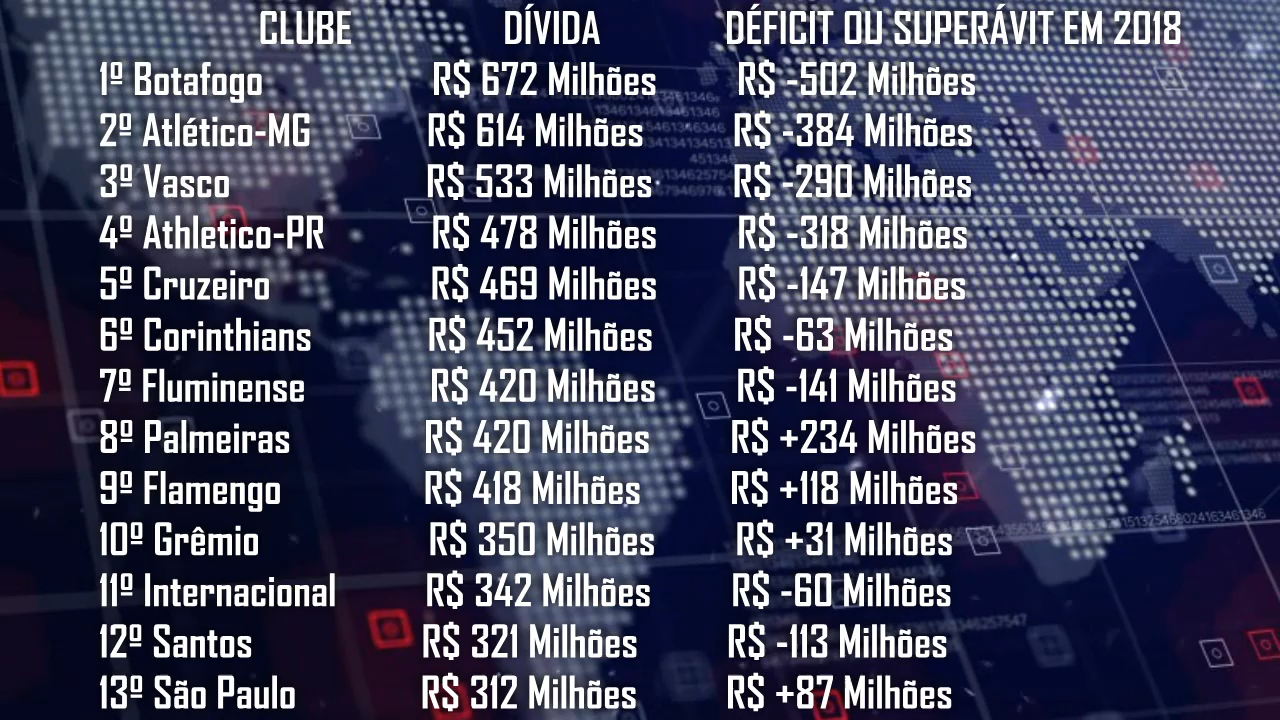 CLUBE DÍVIDA DÉFICIT OU SUPERÁVIT EM 2018
1º Botafogo R$ 672 Milhões R$ -502 Milhões
2º Atlético-MG R$ 614 Milhões R$ -384 Milhões
3º Vasco R$ 533 Milhões R$ -290 Milhões
4º Athletico-PR R$ 478 Milhões R$ -318 Milhões
5º Cruzeiro R$ 469 Milhões R$ -147 Milhões
6º Corinthians R$ 452 Milhões R$ -63 Milhões
7º Fluminense R$ 420 Milhões R$ -141 Milhões
8º Palmeiras R$ 420 Milhões R$ +234 Milhões
9º Flamengo R$ 418 Milhões R$ +118 Milhões
10º Grêmio R$ 350 Milhões R$ +31 Milhões
11º Internacional R$ 342 Milhões R$ -60 Milhões
12º Santos R$ 321 Milhões R$ -113 Milhões
13º São Paulo R$ 312 Milhões R$ +87 Milhões